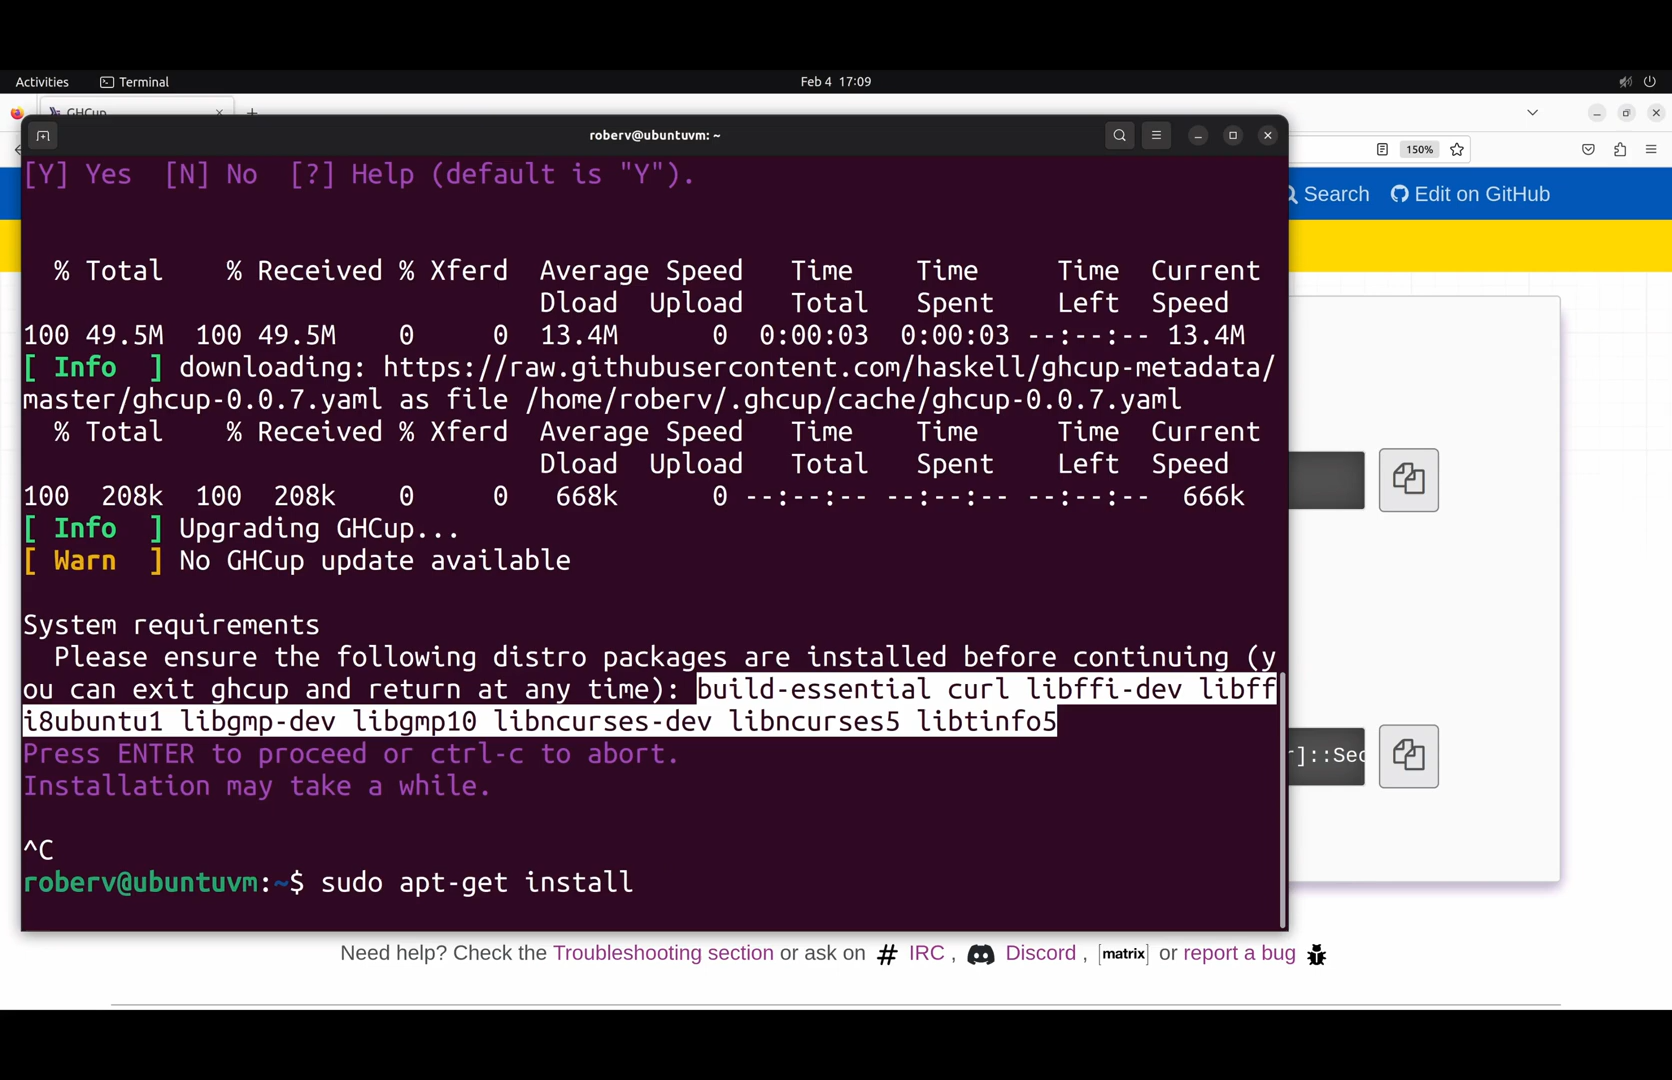 Activities Terminal Feb 4 17:09
GHCup
roberv@ubuntuvm: ~
150%
[Y] Yes [N] No [?] Help (default is "Y").
Search Edit on GitHub
% Total % Received % Xferd Average Speed Time Time Time Current
Dload Upload Total Spent Left Speed
100 49.5M 100 49.5M 0 0 13.4M 0 0:00:03 0:00:03 --:--:-- 13.4M
[ Info ] downloading: https://raw.githubusercontent.com/haskell/ghcup-metadata/
master/ghcup-0.0.7.yaml as file /home/roberv/.ghcup/cache/ghcup-0.0.7.yaml
% Total % Received % Xferd Average Speed Time Time Time Current
Dload Upload Total Spent Left Speed
100 208k 100 208k 0 0 668k 0 --:--:-- --:--:-- --:--:-- 666k
[ Info ] Upgrading GHCup...
[ Warn ] No GHCup update available
System requirements
Please ensure the following distro packages are installed before continuing (y
ou can exit ghcup and return at any time): build-essential curl libffi-dev libff
i8ubuntu1 libgmp-dev libgmp10 libncurses-dev libncurses5 libtinfo5
Press ENTER to proceed or ctrl-c to abort.
r]::Sec
Installation may take a while.
^C
roberv@ubuntuvm:~$ sudo apt-get install
Need help? Check the Troubleshooting section or ask on # IRC , Discord , [matrix] or report a bug